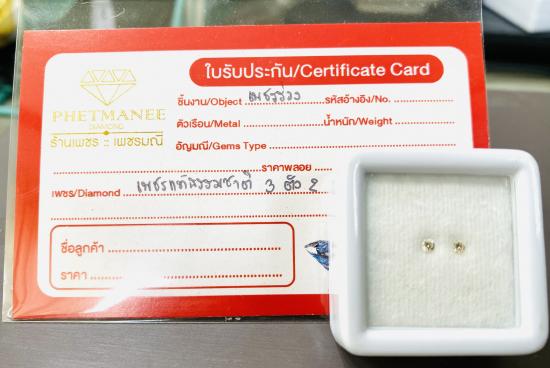 ใบรับประกัน/Certificate Card
PHETMANEE
DIAMOND
ร้านเพชร :: เพชรมณี
ชิ้นงาน/Object เพชรร่วง รหัสอ้างอิง/No.
ตัวเรือน/Metal น้ำหนัก/Weight
อัญมณี/Gems Type
ราคาพลอย
เพชร/Diamond เพชรแท้ธรรมชาติ 3 ตัว 2
ชื่อลูกค้า
ราคา